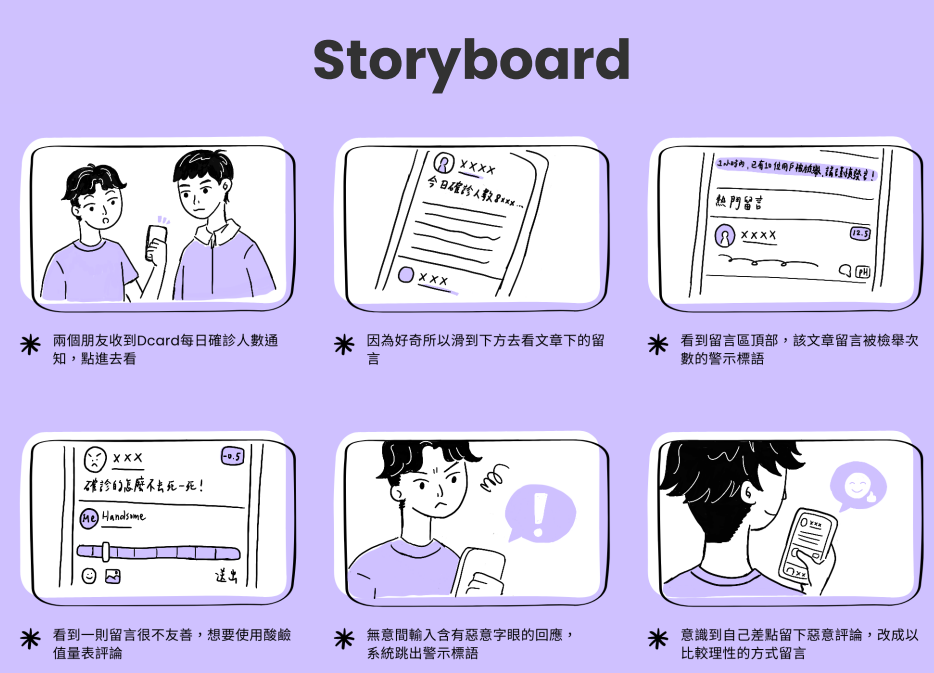 Storyboard
XXXX
今日確診人數8xxx...
XXX
兩個朋友收到Dcard每日確診人數通
知，點進去看
因為好奇所以滑到下方去看文章下的留
言
1小時內，已有10位用戶被檢舉，請謹慎發言！
熱門留言
XXXX
12.5
PH
看到留言區頂部，該文章留言被檢舉次
數的警示標語
XXX
-0.5
確診的怎麼不去死一死！
Me Handsome
送出
看到一則留言很不友善，想要使用酸鹼
值量表評論
!
無意間輸入含有惡意字眼的回應，
系統跳出警示標語
XXX
XX
意識到自己差點留下惡意評論，改成以
比較理性的方式留言